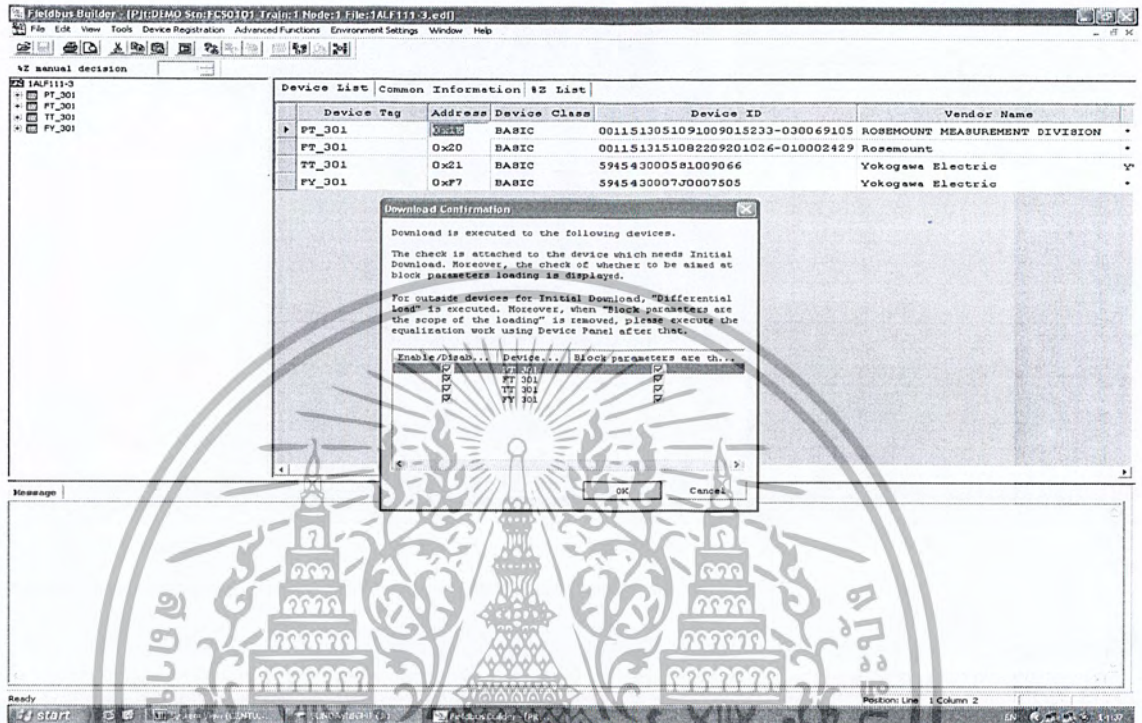 Fieldbus Builder - [Pjt:DEMO Stn:FCS0101 Train:1 Node:1 File:1ALF111-3.edf]
File Edit View Tools Device Registration Advanced Functions Environment Settings Window Help
%Z manual decision
1ALF111-3
PT_301
FT_301
TT_301
FY_301
Device List Common Information %Z List
Device Tag Address Device Class Device ID Vendor Name
PT_301 BASIC 0011513051091009015233-030069105 ROSEMOUNT MEASUREMENT DIVISION
FT_301 0x20 BASIC 0011513151082209201026-010002429 Rosemount
TT_301 0x21 BASIC 594543000581009066 Yokogawa Electric
FY_301 0xF7 BASIC 5945430007J0007505 Yokogawa Electric
Download Confirmation
Download is executed to the following devices.
The check is attached to the device which needs Initial
Download. Moreover, the check of whether to be aimed at
block parameters loading is displayed.
For outside devices for Initial Download, "Differential
Load" is executed. Moreover, when "Block parameters are
the scope of the loading" is removed, please execute the
equalization work using Device Panel after that.
Enable/Disab... Device... Block parameters are th...
PT 301
FT 301
TT 301
FY 301
OK Cancel
Message
Ready
Position: Line 1 Column 2
start